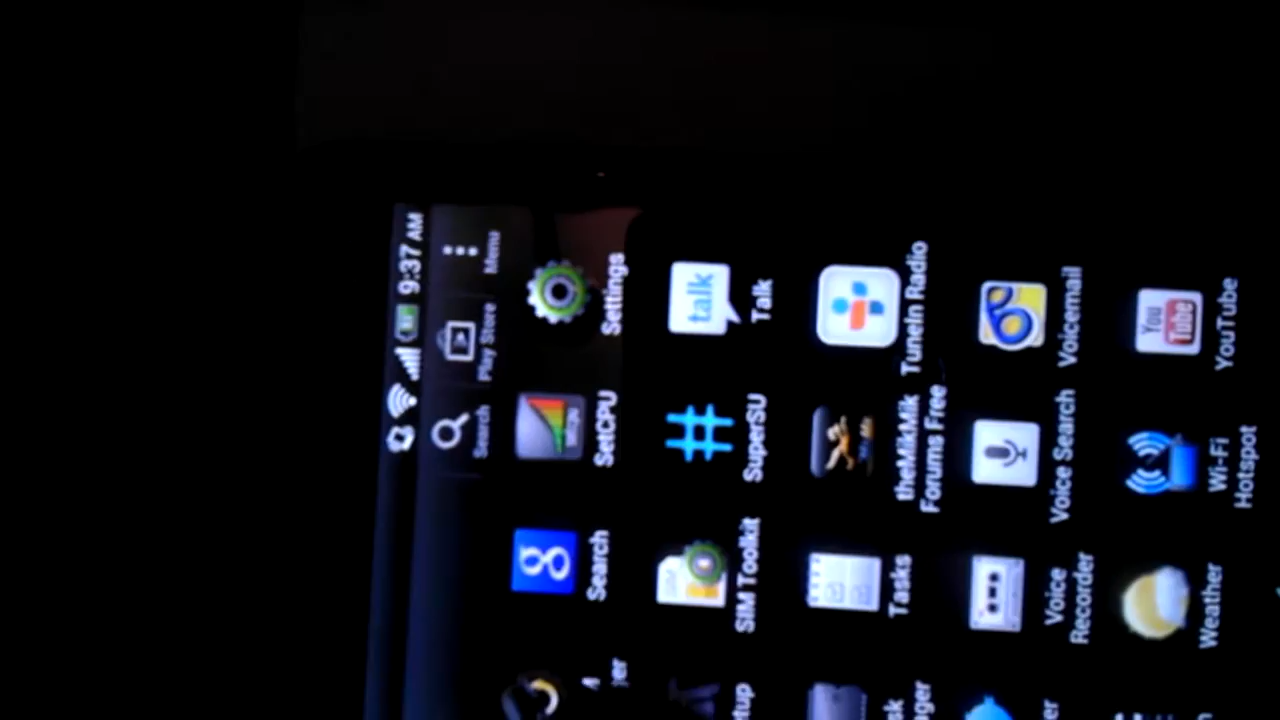 9:37 AM
Search
Play Store
Menu
Search
SetCPU
Settings
talk
SIM Toolkit
SuperSU
Talk
Tasks
theMikMik
Forums Free
TuneIn Radio
Voice
Recorder
Voice Search
Voicemail
You
Tube
Weather
Wi-Fi
Hotspot
YouTube